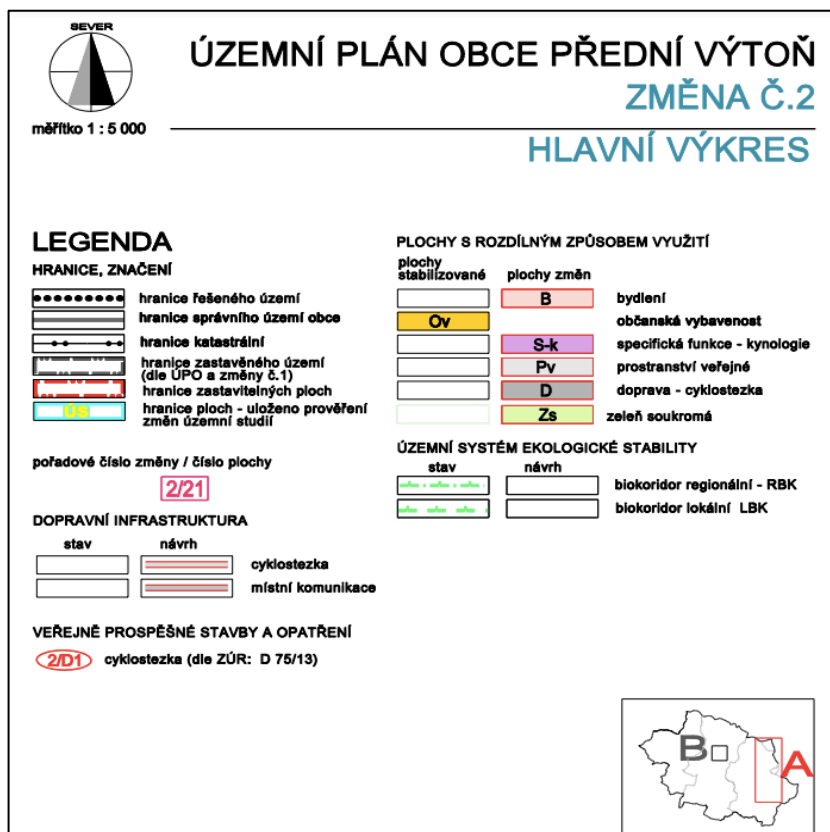 SEVER
měřítko 1 : 5 000
ÚZEMNÍ PLÁN OBCE PŘEDNÍ VÝTOŇ
ZMĚNA Č.2
HLAVNÍ VÝKRES
LEGENDA
HRANICE, ZNAČENÍ
hranice řešeného území
hranice správního území obce
hranice katastrální
hranice zastavěného území
(dle ÚPO a změny č.1)
hranice zastavitelných ploch
ÚS hranice ploch - uloženo prověření
změn územní studií
pořadové číslo změny / číslo plochy
2/21
DOPRAVNÍ INFRASTRUKTURA
stav návrh
cyklostezka
místní komunikace
VEŘEJNĚ PROSPĚŠNÉ STAVBY A OPATŘENÍ
2/D1 cyklostezka (dle ZÚR: D 75/13)
PLOCHY S ROZDÍLNÝM ZPŮSOBEM VYUŽITÍ
plochy
stabilizované plochy změn
B bydlení
Ov občanská vybavenost
S-k specifická funkce - kynologie
Pv prostranství veřejné
D doprava - cyklostezka
Zs zeleň soukromá
ÚZEMNÍ SYSTÉM EKOLOGICKÉ STABILITY
stav návrh
biokoridor regionální - RBK
biokoridor lokální LBK
B
A